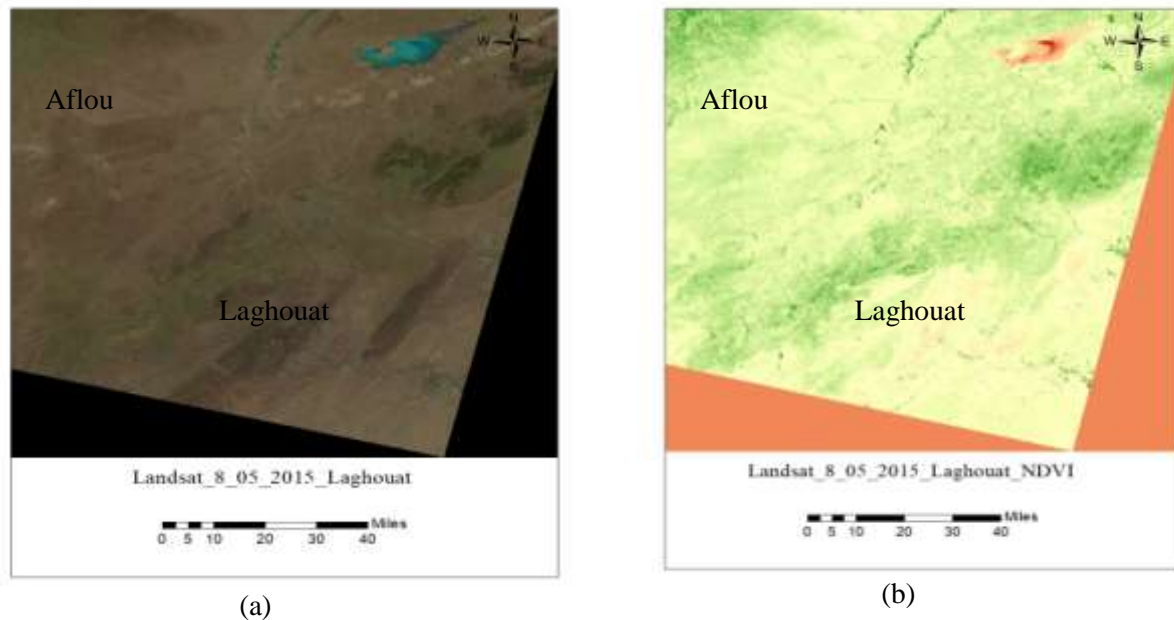 N
W E
S
Aflou
Laghouat
Landsat_8_05_2015_Laghouat
Miles
0 5 10 20 30 40
(a)
N
W E
S
Aflou
Laghouat
Landsat_8_05_2015_Laghouat_NDVI
Miles
0 5 10 20 30 40
(b)